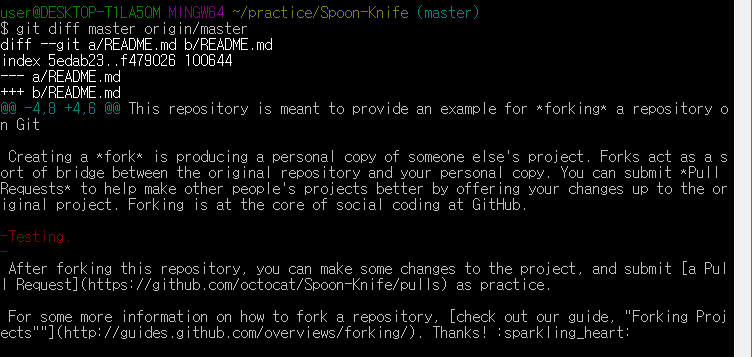 user@DESKTOP-T1LA5QM MINGW64 ~/practice/Spoon-Knife (master)
$ git diff master origin/master
diff --git a/README.md b/README.md
index 5edab23..f479026 100644
--- a/README.md
+++ b/README.md
@@ -4,8 +4,6 @@ This repository is meant to provide an example for *forking* a repository o
n Git

 Creating a *fork* is producing a personal copy of someone else's project. Forks act as a s
ort of bridge between the original repository and your personal copy. You can submit *Pull
 Requests* to help make other people's projects better by offering your changes up to the or
iginal project. Forking is at the core of social coding at GitHub.

-Testing.
-
 After forking this repository, you can make some changes to the project, and submit [a Pul
l Request](https://github.com/octocat/Spoon-Knife/pulls) as practice.

 For some more information on how to fork a repository, [check out our guide, "Forking Proj
ects""](http://guides.github.com/overviews/forking/). Thanks! :sparkling_heart: